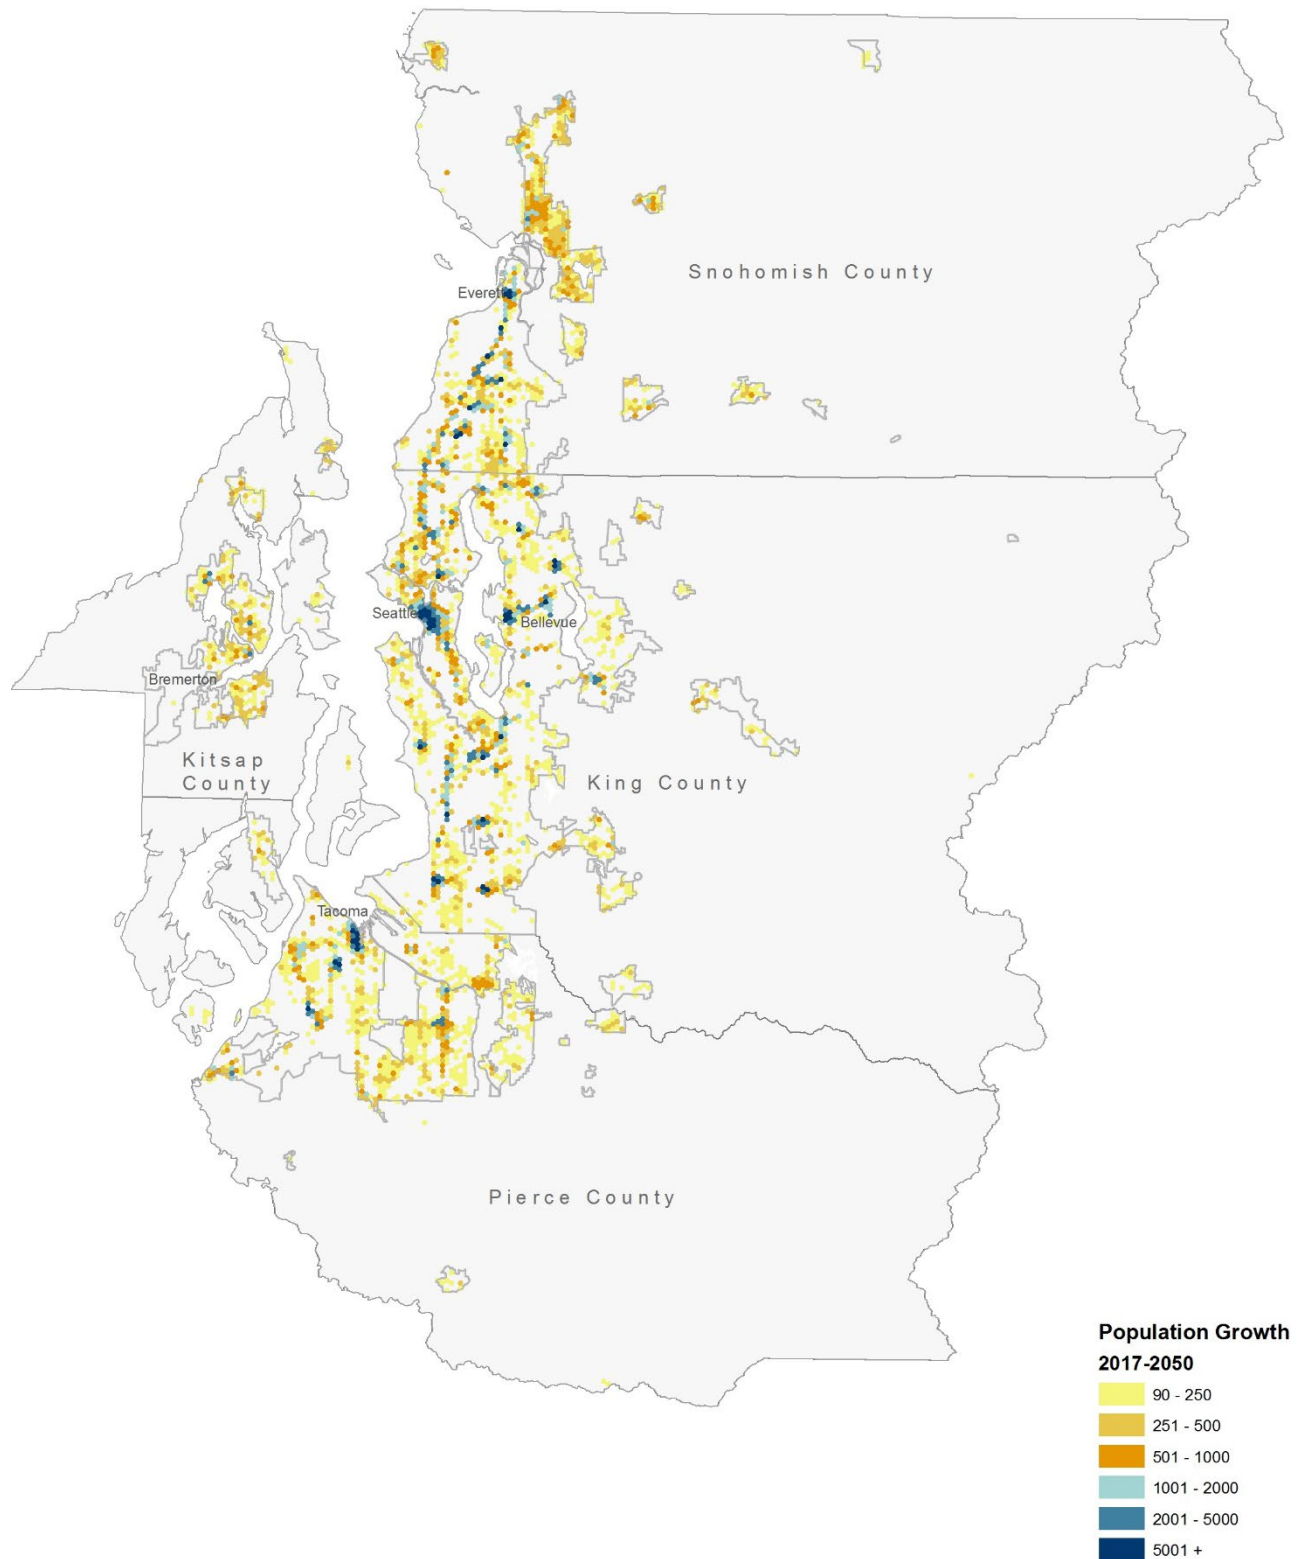 Snohomish County
Everett
Seattle
Bellevue
Bremerton
Kitsap
County
King County
Tacoma
Pierce County
Population Growth
2017-2050
90 - 250
251 - 500
501 - 1000
1001 - 2000
2001 - 5000
5001 +